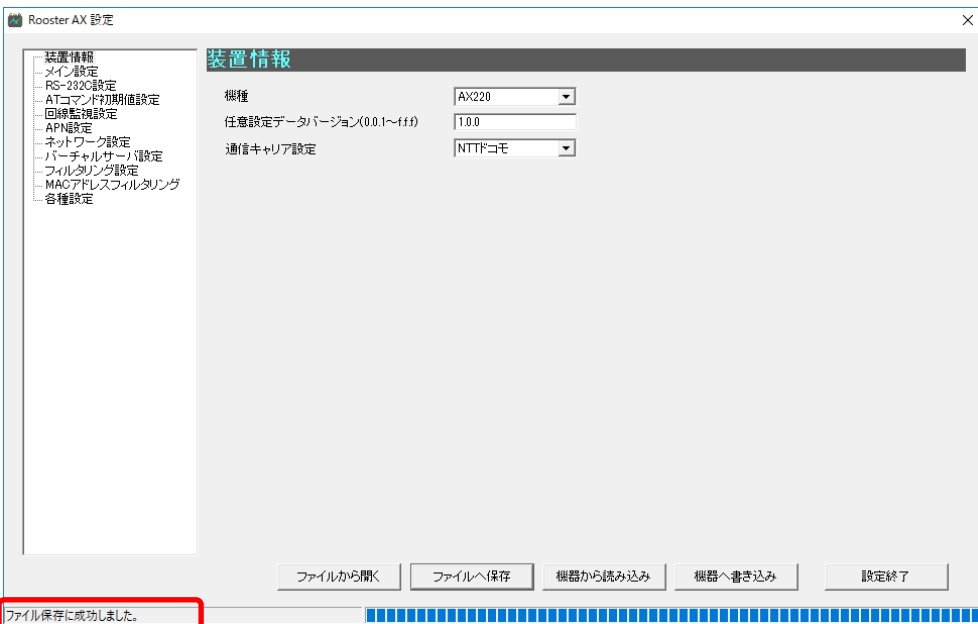 Rooster AX 設定
装置情報
メイン設定
RS-232C設定
ATコマンド初期値設定
回線監視設定
APN設定
ネットワーク設定
バーチャルサーバ設定
フィルタリング設定
MACアドレスフィルタリング
各種設定
装置情報
機種 AX220
任意設定データバージョン(0.0.1～f.f.f) 1.0.0
通信キャリア設定 NTTドコモ
ファイルから開く ファイルへ保存 機器から読み込み 機器へ書き込み 設定終了
ファイル保存に成功しました。